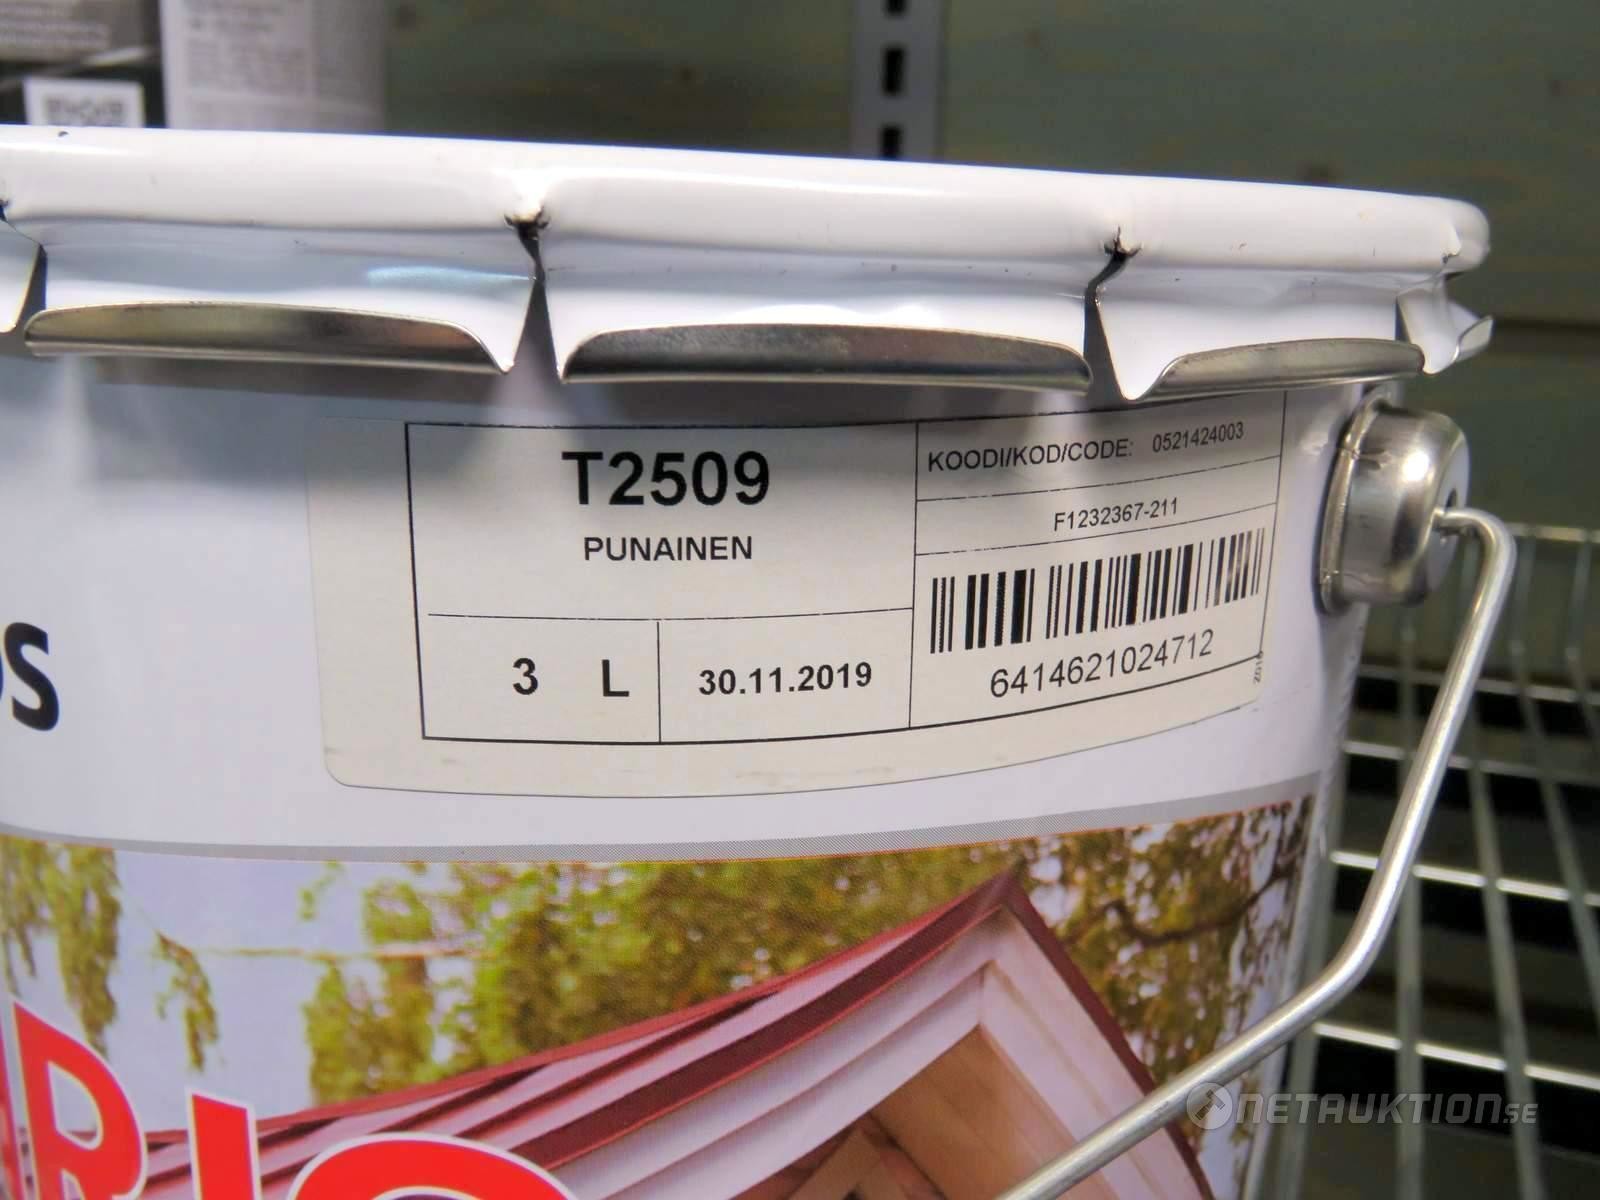 T2509
PUNAINEN
3 L
30.11.2019
KOODI/KOD/CODE: 0521424003
F1232367-211
6414621024712
NETAUKTION.SE